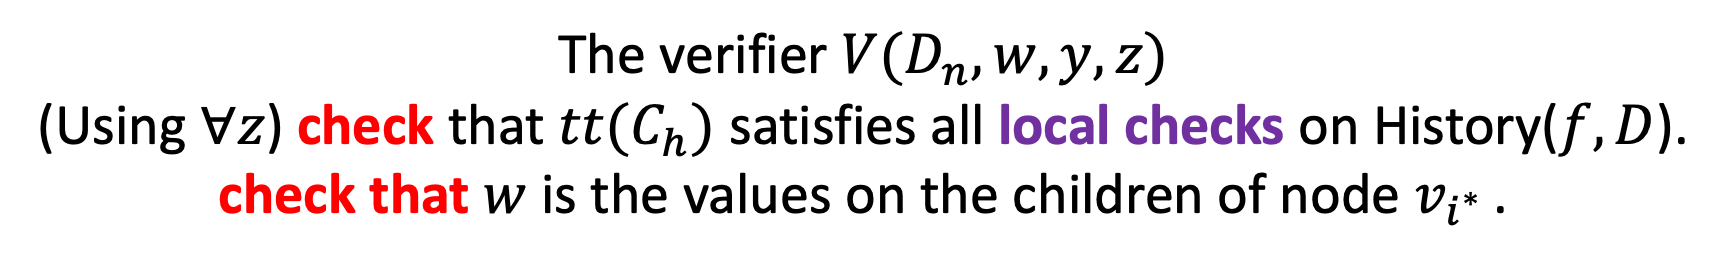 The verifier 𝑉(𝐷ₙ, 𝑤, 𝑦, 𝑧)
(Using ∀𝑧) check that 𝑡𝑡(𝐶ₕ) satisfies all local checks on History(𝑓, 𝐷).
check that 𝑤 is the values on the children of node 𝑣_{𝑖*} .